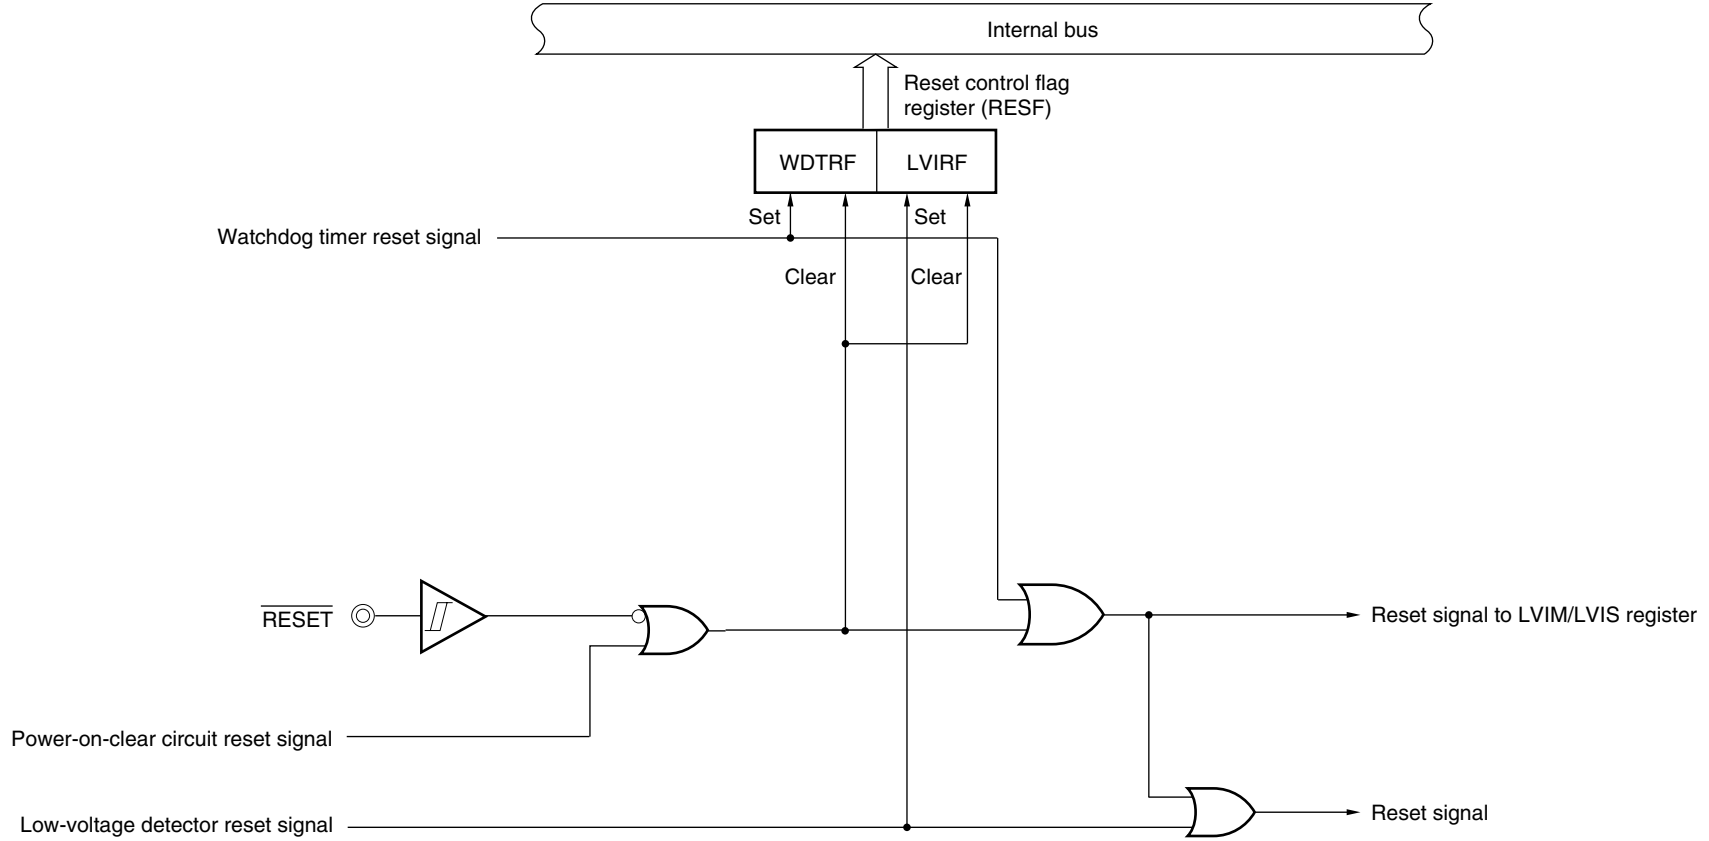 Internal bus
Reset control flag
register (RESF)
WDTRF
LVIRF
Set
Set
Watchdog timer reset signal
Clear
Clear
RESET
Reset signal to LVIM/LVIS register
Power-on-clear circuit reset signal
Low-voltage detector reset signal
Reset signal